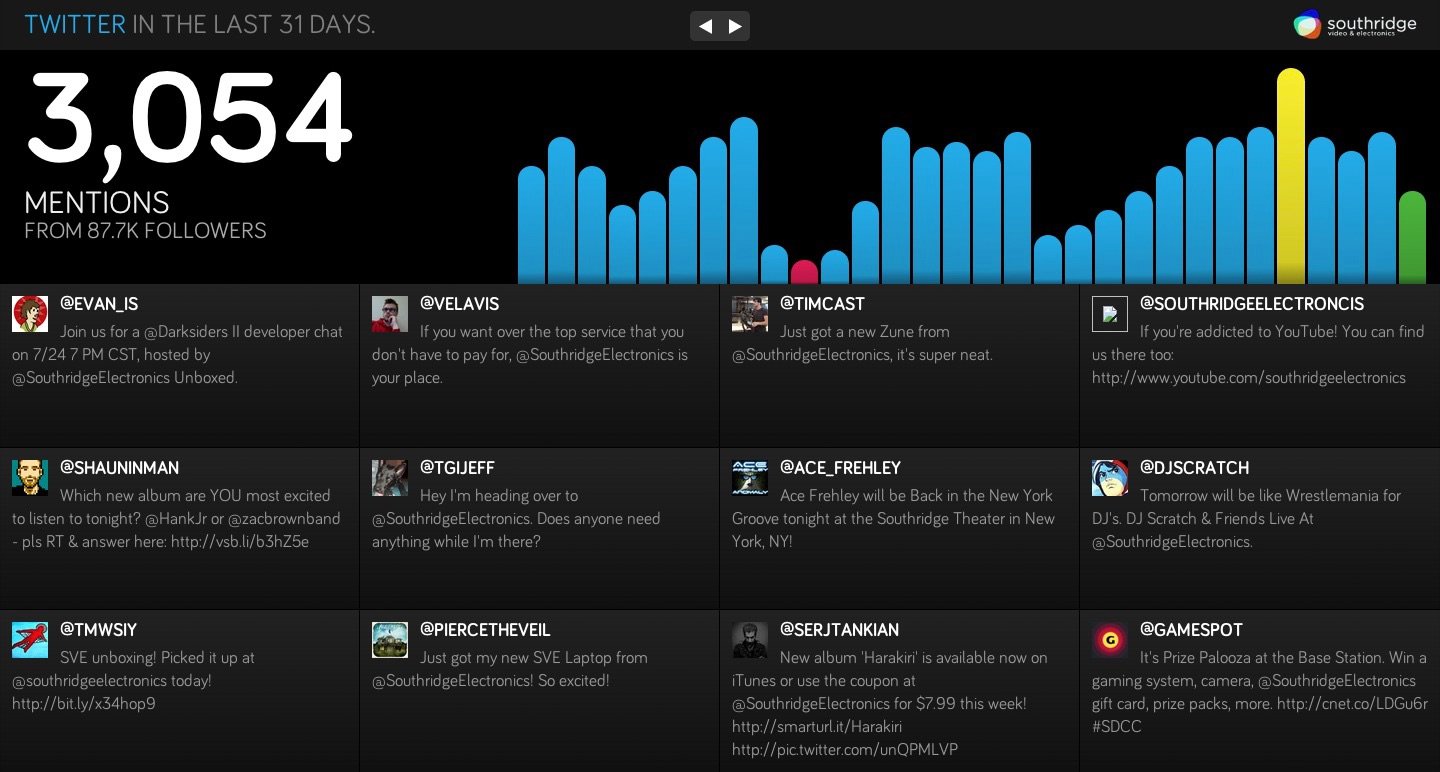 TWITTER IN THE LAST 31 DAYS.
southridge
video & electronics
3,054
MENTIONS
FROM 87.7K FOLLOWERS
@EVAN_IS
Join us for a @Darksiders II developer chat
on 7/24 7 PM CST, hosted by
@SouthridgeElectronics Unboxed.
@VELAVIS
If you want over the top service that you
don't have to pay for, @SouthridgeElectronics is
your place.
@TIMCAST
Just got a new Zune from
@SouthridgeElectronics, it's super neat.
@SOUTHRIDGEELECTRONCIS
If you're addicted to YouTube! You can find
us there too:
http://www.youtube.com/southridgeelectronics
@SHAUNINMAN
Which new album are YOU most excited
to listen to tonight? @HankJr or @zacbrownband
- pls RT & answer here: http://vsb.li/b3hZ5e
@TGIJEFF
Hey I'm heading over to
@SouthridgeElectronics. Does anyone need
anything while I'm there?
@ACE_FREHLEY
ACE
FREHLEY
ANOMALY
Ace Frehley will be Back in the New York
Groove tonight at the Southridge Theater in New
York, NY!
@DJSCRATCH
Tomorrow will be like Wrestlemania for
DJ's. DJ Scratch & Friends Live At
@SouthridgeElectronics.
@TMWSIY
SVE unboxing! Picked it up at
@southridgeelectronics today!
http://bit.ly/x34hop9
@PIERCETHEVEIL
Just got my new SVE Laptop from
@SouthridgeElectronics! So excited!
@SERJTANKIAN
New album 'Harakiri' is available now on
iTunes or use the coupon at
@SouthridgeElectronics for $7.99 this week!
http://smarturl.it/Harakiri
http://pic.twitter.com/unQPMLVP
@GAMESPOT
G
It's Prize Palooza at the Base Station. Win a
gaming system, camera, @SouthridgeElectronics
gift card, prize packs, more. http://cnet.co/LDGu6r
#SDCC